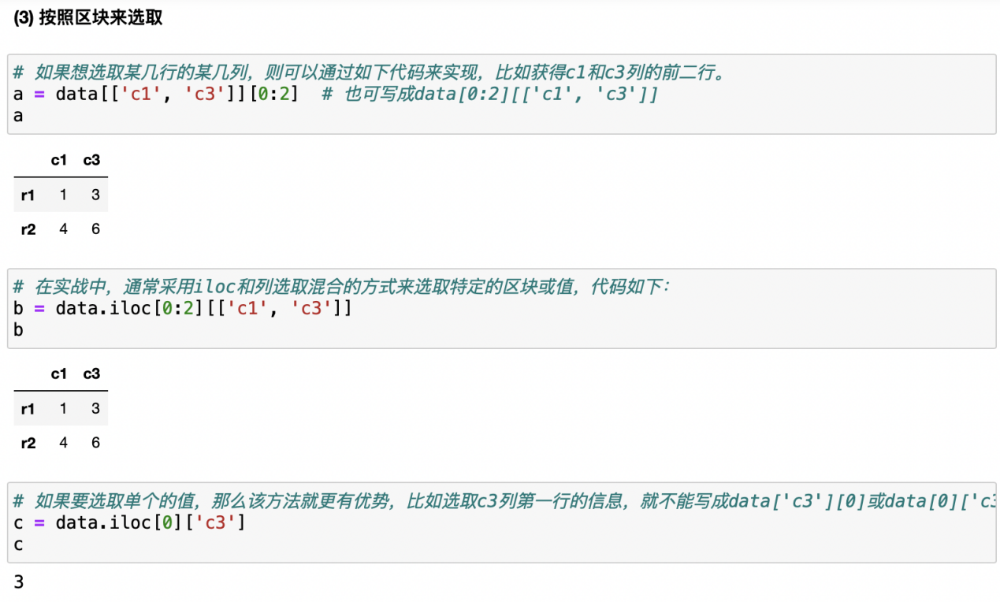 (3) 按照区块来选取
# 如果想选取某几行的某几列，则可以通过如下代码来实现，比如获得c1和c3列的前二行。
a = data[['c1', 'c3']][0:2]  # 也可写成data[0:2][['c1', 'c3']]
a
c1 c3
r1 1 3
r2 4 6
# 在实战中，通常采用iloc和列选取混合的方式来选取特定的区块或值，代码如下：
b = data.iloc[0:2][['c1', 'c3']]
b
c1 c3
r1 1 3
r2 4 6
# 如果要选取单个的值，那么该方法就更有优势，比如选取c3列第一行的信息，就不能写成data['c3'][0]或data[0]['c3
c = data.iloc[0]['c3']
c
3